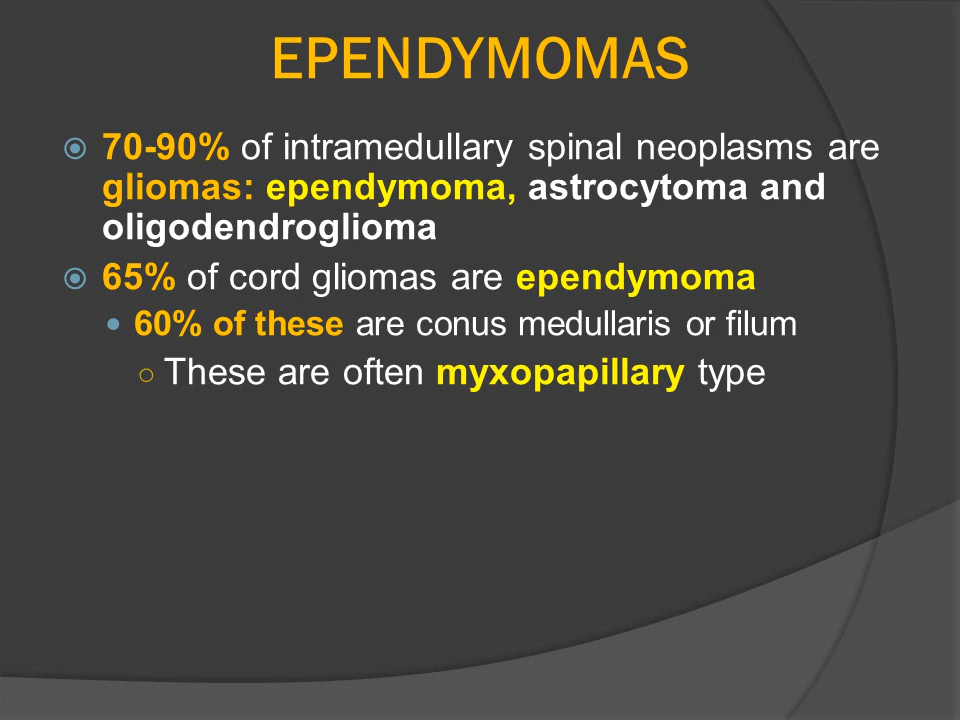 EPENDYMOMAS
70-90% of intramedullary spinal neoplasms are
gliomas: ependymoma, astrocytoma and
oligodendroglioma
65% of cord gliomas are ependymoma
60% of these are conus medullaris or filum
These are often myxopapillary type